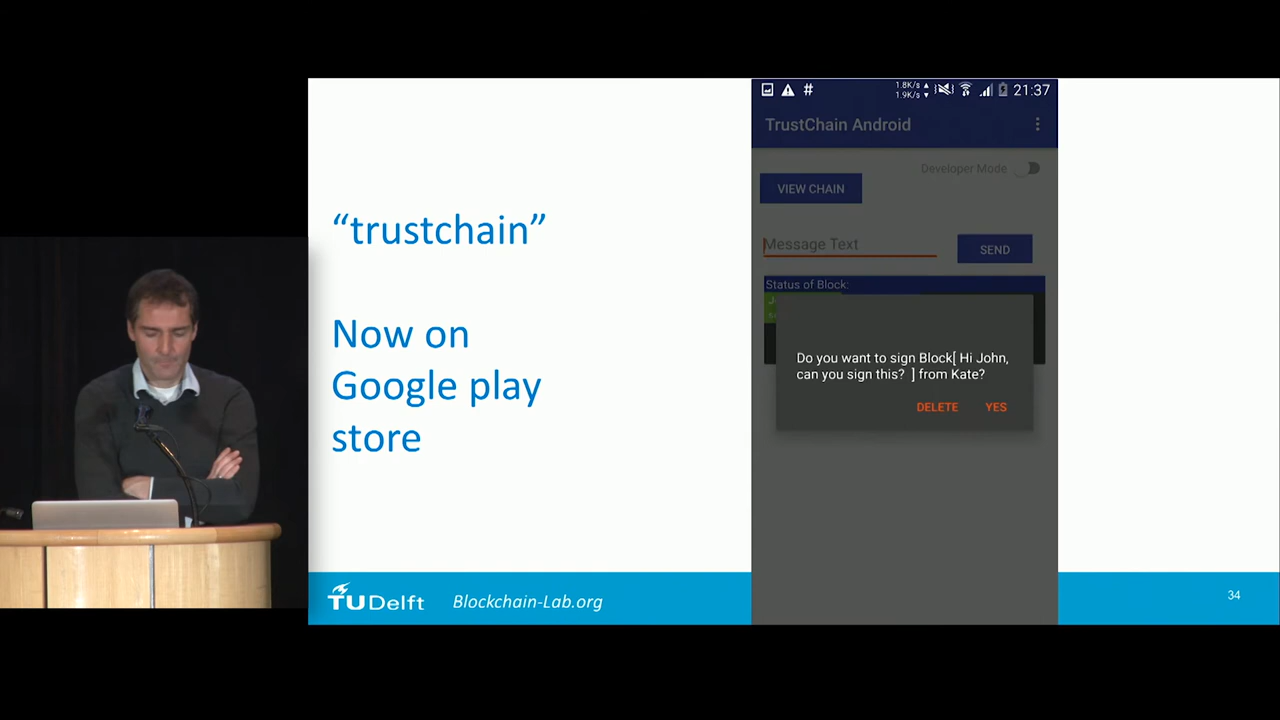 “trustchain”
Now on
Google play
store
1.8K/s
1.9K/s
21:37
TrustChain Android
Developer Mode
VIEW CHAIN
Message Text
SEND
Status of Block:
Do you want to sign Block[ Hi John,
can you sign this?  ] from Kate?
DELETE YES
TU Delft
Blockchain-Lab.org
34